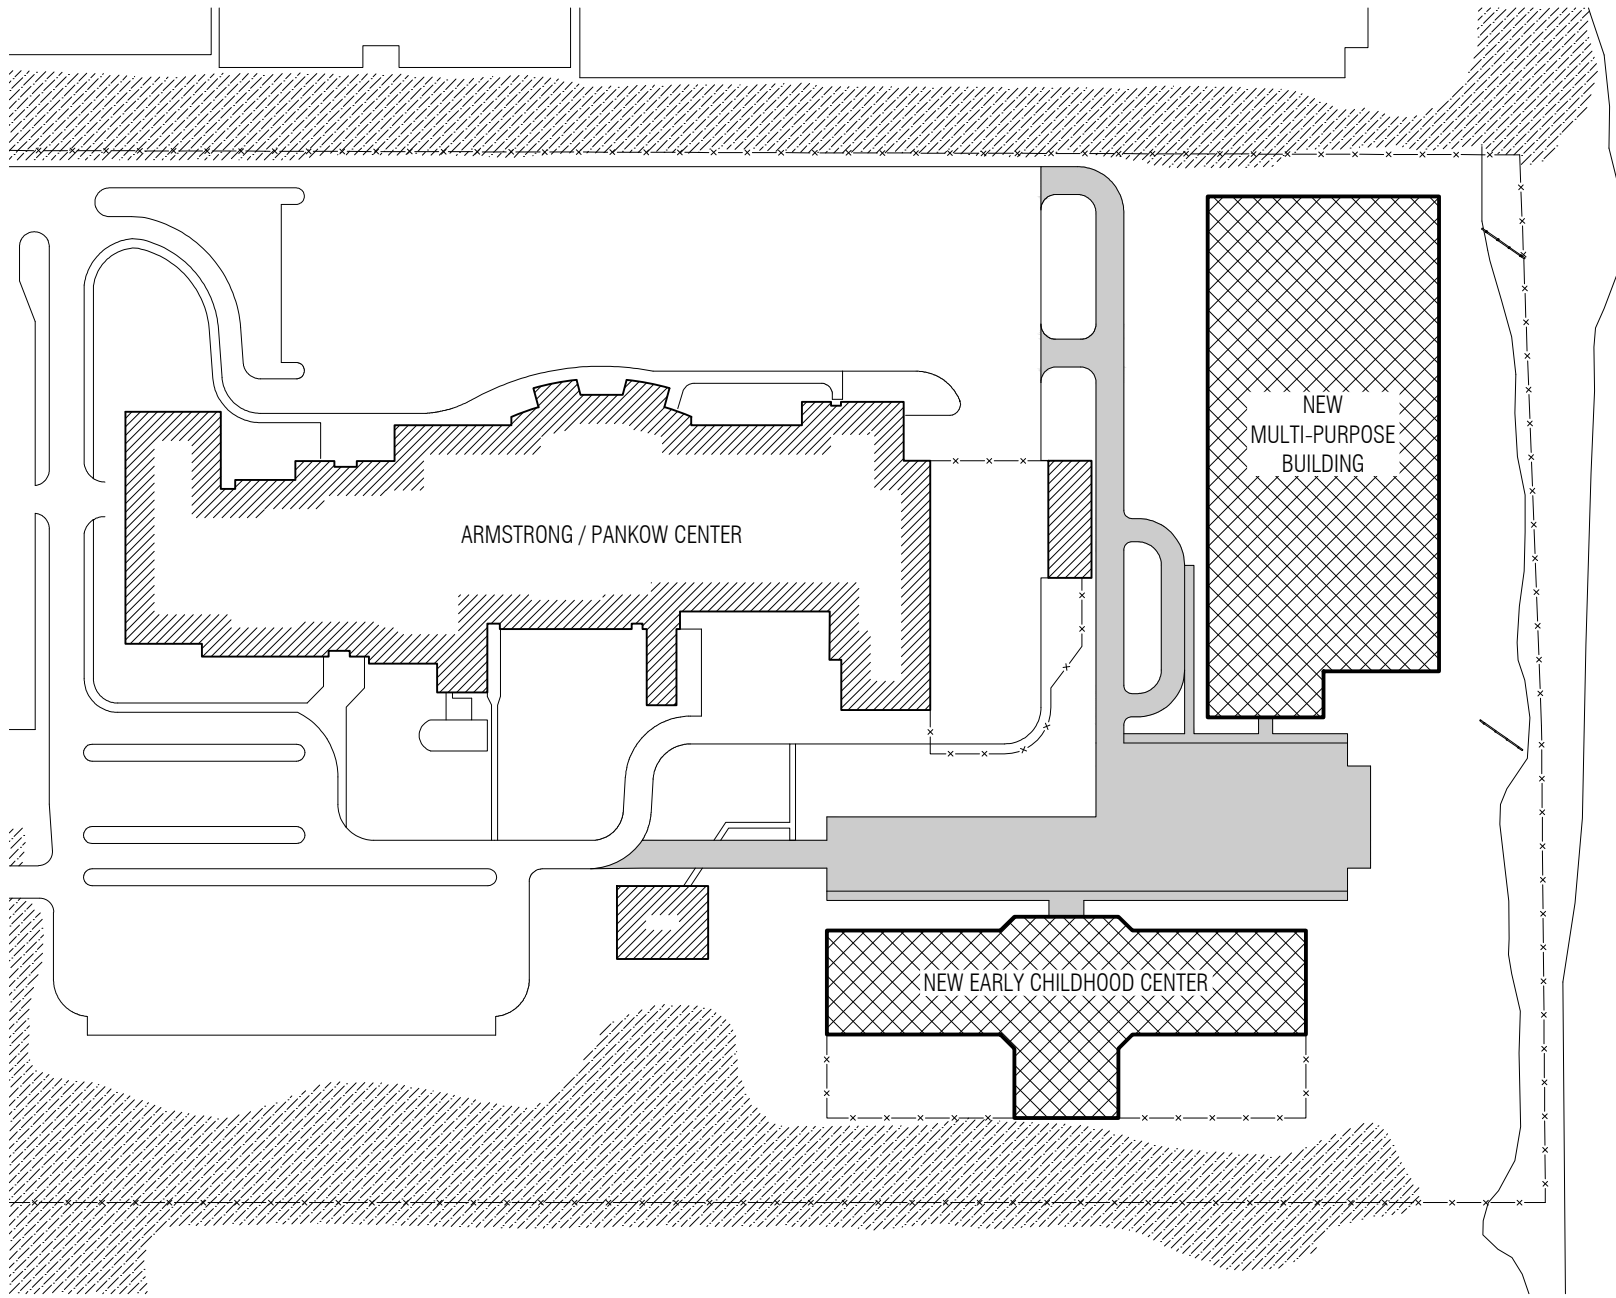 NEW
MULTI-PURPOSE
BUILDING
ARMSTRONG / PANKOW CENTER
NEW EARLY CHILDHOOD CENTER